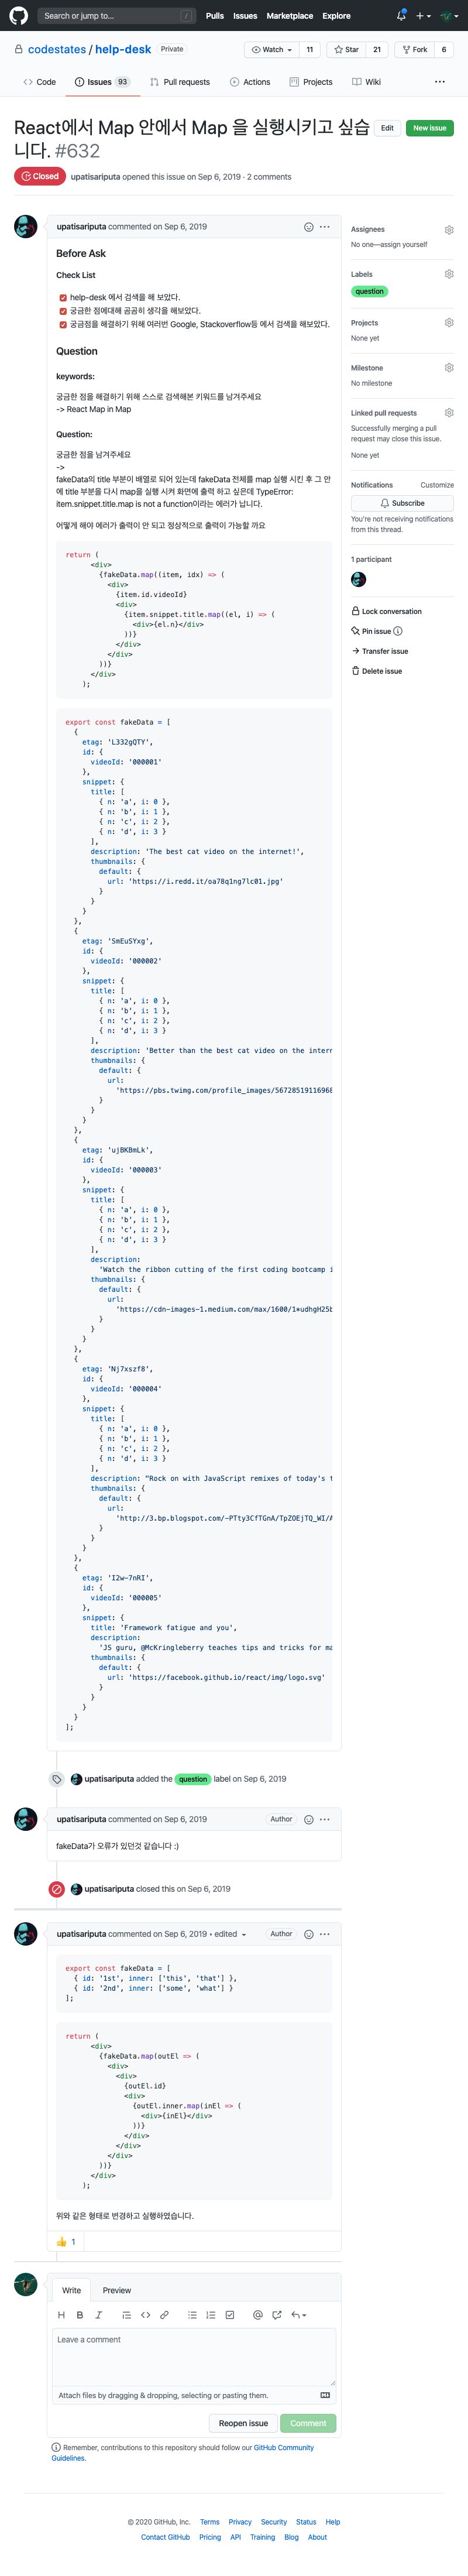 Search or jump to...
/
Pulls Issues Marketplace Explore
codestates / help-desk Private
Watch 11 Star 21 Fork 6
Code Issues 93 Pull requests Actions Projects Wiki
React에서 Map 안에서 Map 을 실행시키고 싶습
니다. #632
Edit New issue
Closed upatisariputa opened this issue on Sep 6, 2019 · 2 comments
upatisariputa commented on Sep 6, 2019
Before Ask
Check List
help-desk 에서 검색을 해 보았다.
궁금한 점에대해 곰곰히 생각을 해보았다.
궁금점을 해결하기 위해 여러번 Google, Stackoverflow등 에서 검색을 해보았다.
Question
keywords:
궁금한 점을 해결하기 위해 스스로 검색해본 키워드를 남겨주세요
-> React Map in Map
Question:
궁금한 점을 남겨주세요
->
fakeData의 title 부분이 배열로 되어 있는데 fakeData 전체를 map 실행 시킨 후 그 안
에 title 부분을 다시 map을 실행 시켜 화면에 출력 하고 싶은데 TypeError:
item.snippet.title.map is not a function이라는 에러가 납니다.
어떻게 해야 에러가 출력이 안 되고 정상적으로 출력이 가능할 까요
return (
<div>
{fakeData.map((item, idx) => (
<div>
{item.id.videoId}
<div>
{item.snippet.title.map((el, i) => (
<div>{el.n}</div>
))}
</div>
</div>
))}
</div>
);
export const fakeData = [
{
etag: 'L332gQTY',
id: {
videoId: '000001'
},
snippet: {
title: [
{ n: 'a', i: 0 },
{ n: 'b', i: 1 },
{ n: 'c', i: 2 },
{ n: 'd', i: 3 }
],
description: 'The best cat video on the internet!',
thumbnails: {
default: {
url: 'https://i.redd.it/oa78q1ng7lc01.jpg'
}
}
}
},
{
etag: 'SmEuSYxg',
id: {
videoId: '000002'
},
snippet: {
title: [
{ n: 'a', i: 0 },
{ n: 'b', i: 1 },
{ n: 'c', i: 2 },
{ n: 'd', i: 3 }
],
description: 'Better than the best cat video on the intern
thumbnails: {
default: {
url:
'https://pbs.twimg.com/profile_images/56728519116968
}
}
}
},
{
etag: 'ujBKBmLk',
id: {
videoId: '000003'
},
snippet: {
title: [
{ n: 'a', i: 0 },
{ n: 'b', i: 1 },
{ n: 'c', i: 2 },
{ n: 'd', i: 3 }
],
description:
'Watch the ribbon cutting of the first coding bootcamp i
thumbnails: {
default: {
url:
'https://cdn-images-1.medium.com/max/1600/1*udhgH25b
}
}
}
},
{
etag: 'Nj7xszf8',
id: {
videoId: '000004'
},
snippet: {
title: [
{ n: 'a', i: 0 },
{ n: 'b', i: 1 },
{ n: 'c', i: 2 },
{ n: 'd', i: 3 }
],
description: "Rock on with JavaScript remixes of today's t
thumbnails: {
default: {
url:
'http://3.bp.blogspot.com/-PTty3CfTGnA/TpZOEjTQ_WI/A
}
}
}
},
{
etag: 'I2w-7nRI',
id: {
videoId: '000005'
},
snippet: {
title: 'Framework fatigue and you',
description:
'JS guru, @McKringleberry teaches tips and tricks for ma
thumbnails: {
default: {
url: 'https://facebook.github.io/react/img/logo.svg'
}
}
}
}
];
Assignees
No one—assign yourself
Labels
question
Projects
None yet
Milestone
No milestone
Linked pull requests
Successfully merging a pull
request may close this issue.
None yet
Notifications Customize
Subscribe
You're not receiving notifications
from this thread.
1 participant
Lock conversation
Pin issue
Transfer issue
Delete issue
upatisariputa added the question label on Sep 6, 2019
upatisariputa commented on Sep 6, 2019 Author
fakeData가 오류가 있던것 같습니다 :)
upatisariputa closed this on Sep 6, 2019
upatisariputa commented on Sep 6, 2019 • edited Author
export const fakeData = [
{ id: '1st', inner: ['this', 'that'] },
{ id: '2nd', inner: ['some', 'what'] }
];
return (
<div>
{fakeData.map(outEl => (
<div>
<div>
{outEl.id}
<div>
{outEl.inner.map(inEl => (
<div>{inEl}</div>
))}
</div>
</div>
</div>
))}
</div>
);
위와 같은 형태로 변경하고 실행하였습니다.
1
Write Preview
Leave a comment
Attach files by dragging & dropping, selecting or pasting them.
Reopen issue Comment
Remember, contributions to this repository should follow our GitHub Community
Guidelines.
© 2020 GitHub, Inc. Terms Privacy Security Status Help
Contact GitHub Pricing API Training Blog About